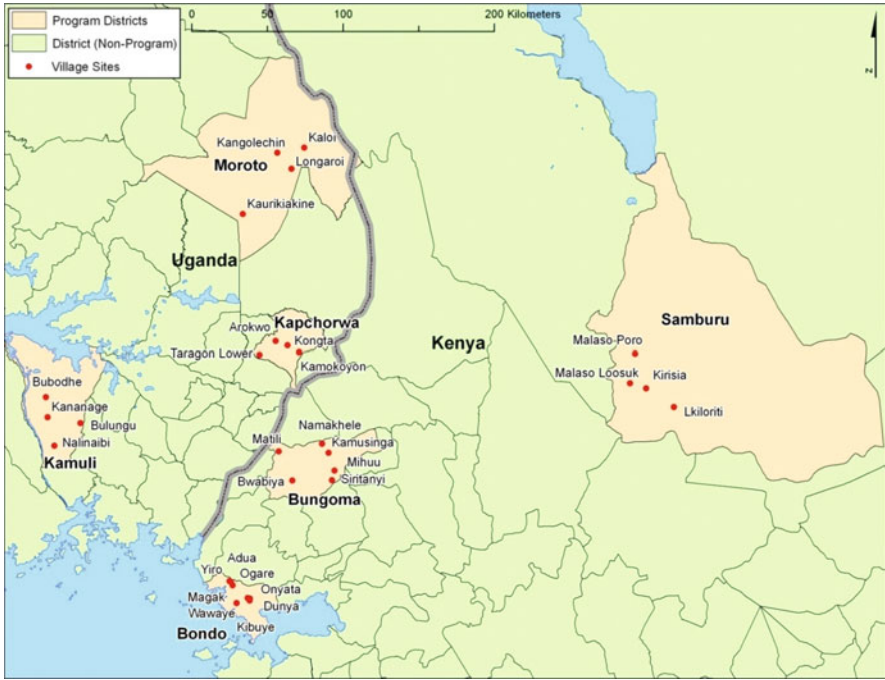 0 50 100 200 Kilometers
Program Districts
District (Non-Program)
Village Sites
N
Kangolechin
Kaloi
Moroto
Longaroi
Kaurikiakine
Uganda
Arokwo
Kapchorwa
Kongta
Taragon Lower
Kamokoyon
Kenya
Samburu
Malaso Poro
Malaso Loosuk
Kirisia
Lkiloriti
Bubodhe
Kananage
Bulungu
Nalinaibi
Kamuli
Namakhele
Matili
Kamusinga
Mihuu
Bwabiya
Siritanyi
Bungoma
Adua
Yiro
Ogare
Magak
Onyata
Wawaye
Dunya
Kibuye
Bondo